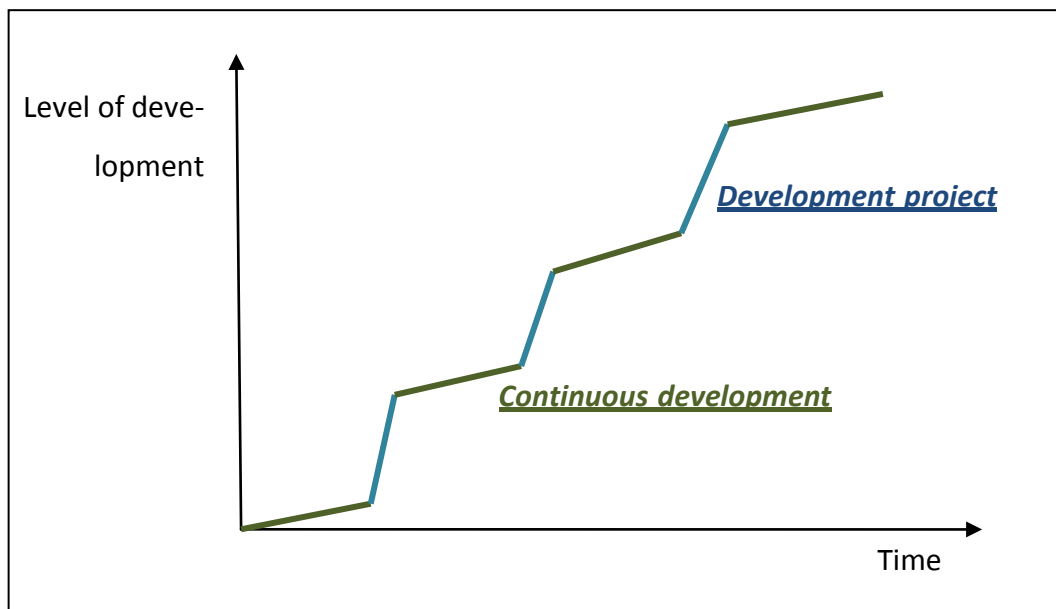 Level of deve-
lopment
Development project
Continuous development
Time